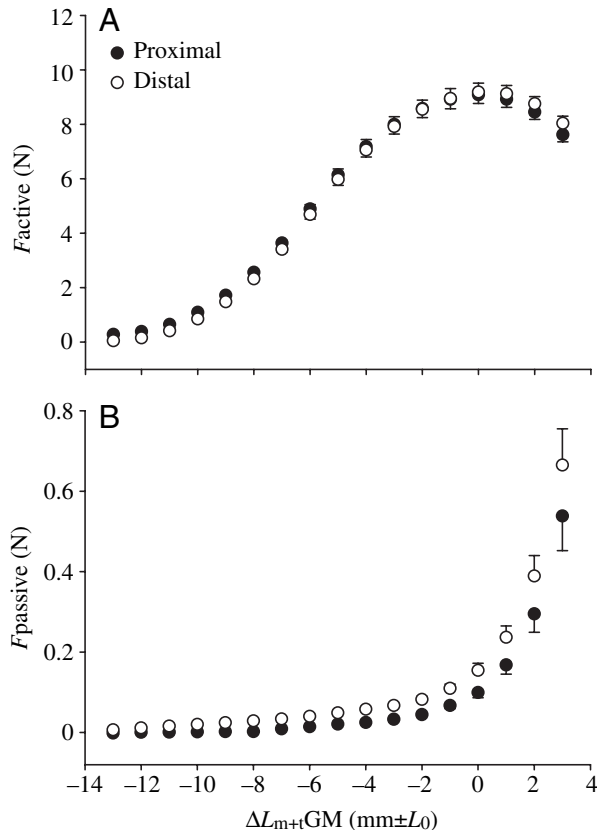 A
Proximal
Distal
12
10
8
6
4
2
0
Factive (N)
B
0.8
0.6
0.4
0.2
0
Fpassive (N)
−14 −12 −10 −8 −6 −4 −2 0 2 4
ΔLm+tGM (mm±L0)